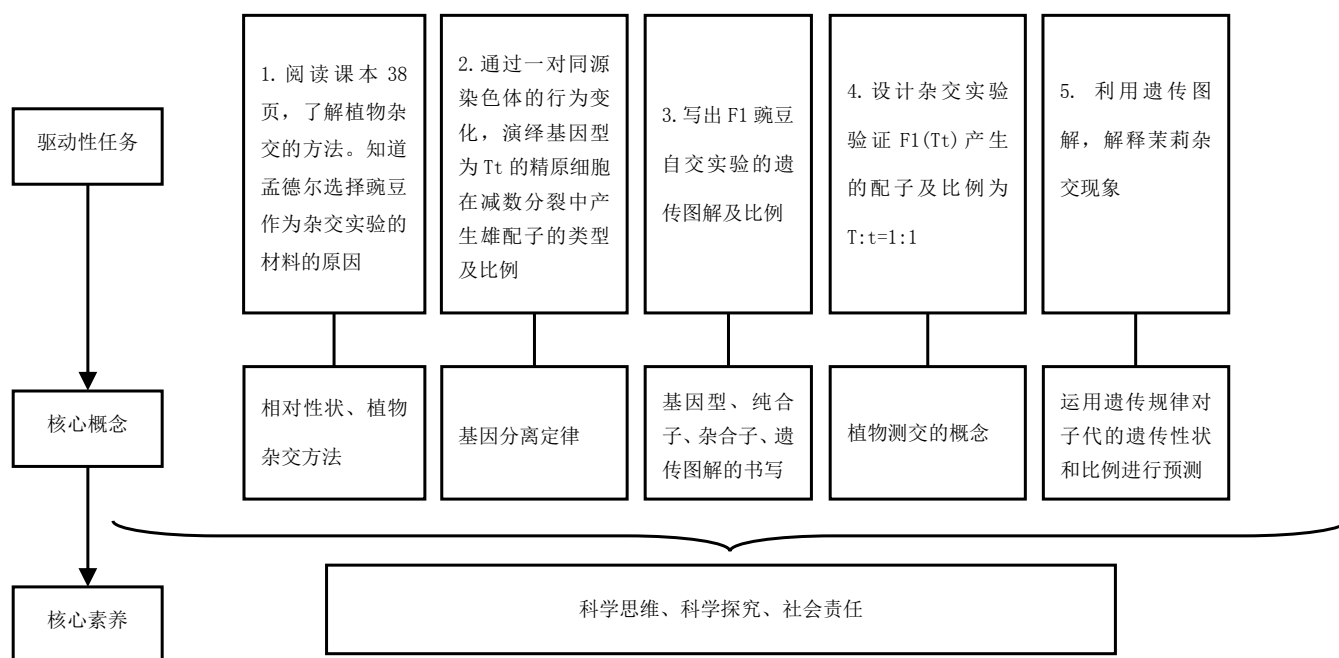 驱动性任务
1.阅读课本 38
页，了解植物杂
交的方法。知道
孟德尔选择豌豆
作为杂交实验的
材料的原因
2.通过一对同源
染色体的行为变
化，演绎基因型
为 Tt 的精原细胞
在减数分裂中产
生雄配子的类型
及比例
3.写出 F1 豌豆
自交实验的遗
传图解及比例
4.设计杂交实验
验证 F1(Tt)产生
的配子及比例为
T:t=1:1
5. 利用遗传图
解，解释茉莉杂
交现象
核心概念
相对性状、植物
杂交方法
基因分离定律
基因型、纯合
子、杂合子、遗
传图解的书写
植物测交的概念
运用遗传规律对
子代的遗传性状
和比例进行预测
核心素养
科学思维、科学探究、社会责任